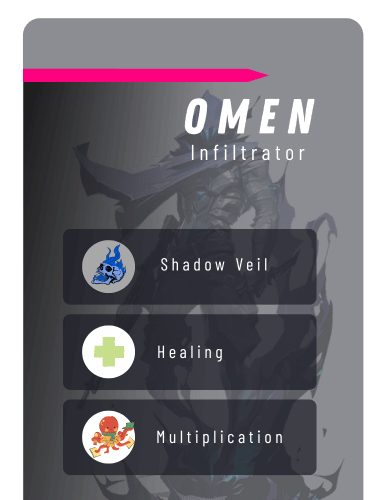 OMEN
Infiltrator
Shadow Veil
Healing
Multiplication